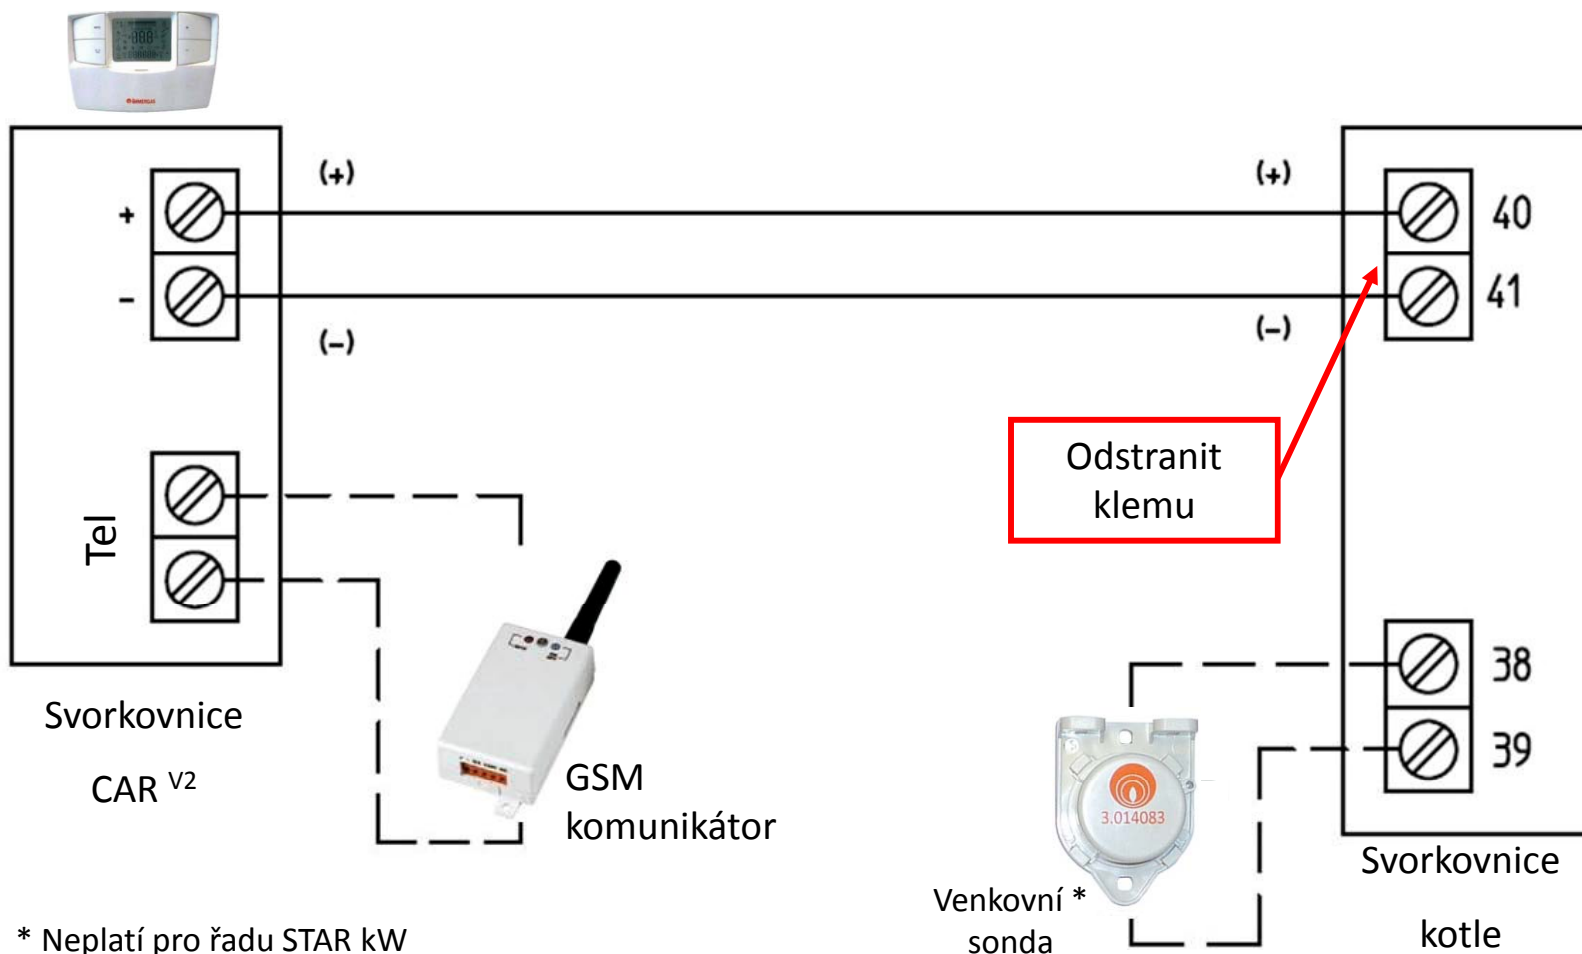 IMMERGAS
(+)
(+)
+
40
–
41
(–)
(–)
Odstranit
klemu
Tel
38
39
Svorkovnice
CAR V2
GSM
komunikátor
3.014083
Venkovní *
sonda
Svorkovnice
kotle
* Neplatí pro řadu STAR kW